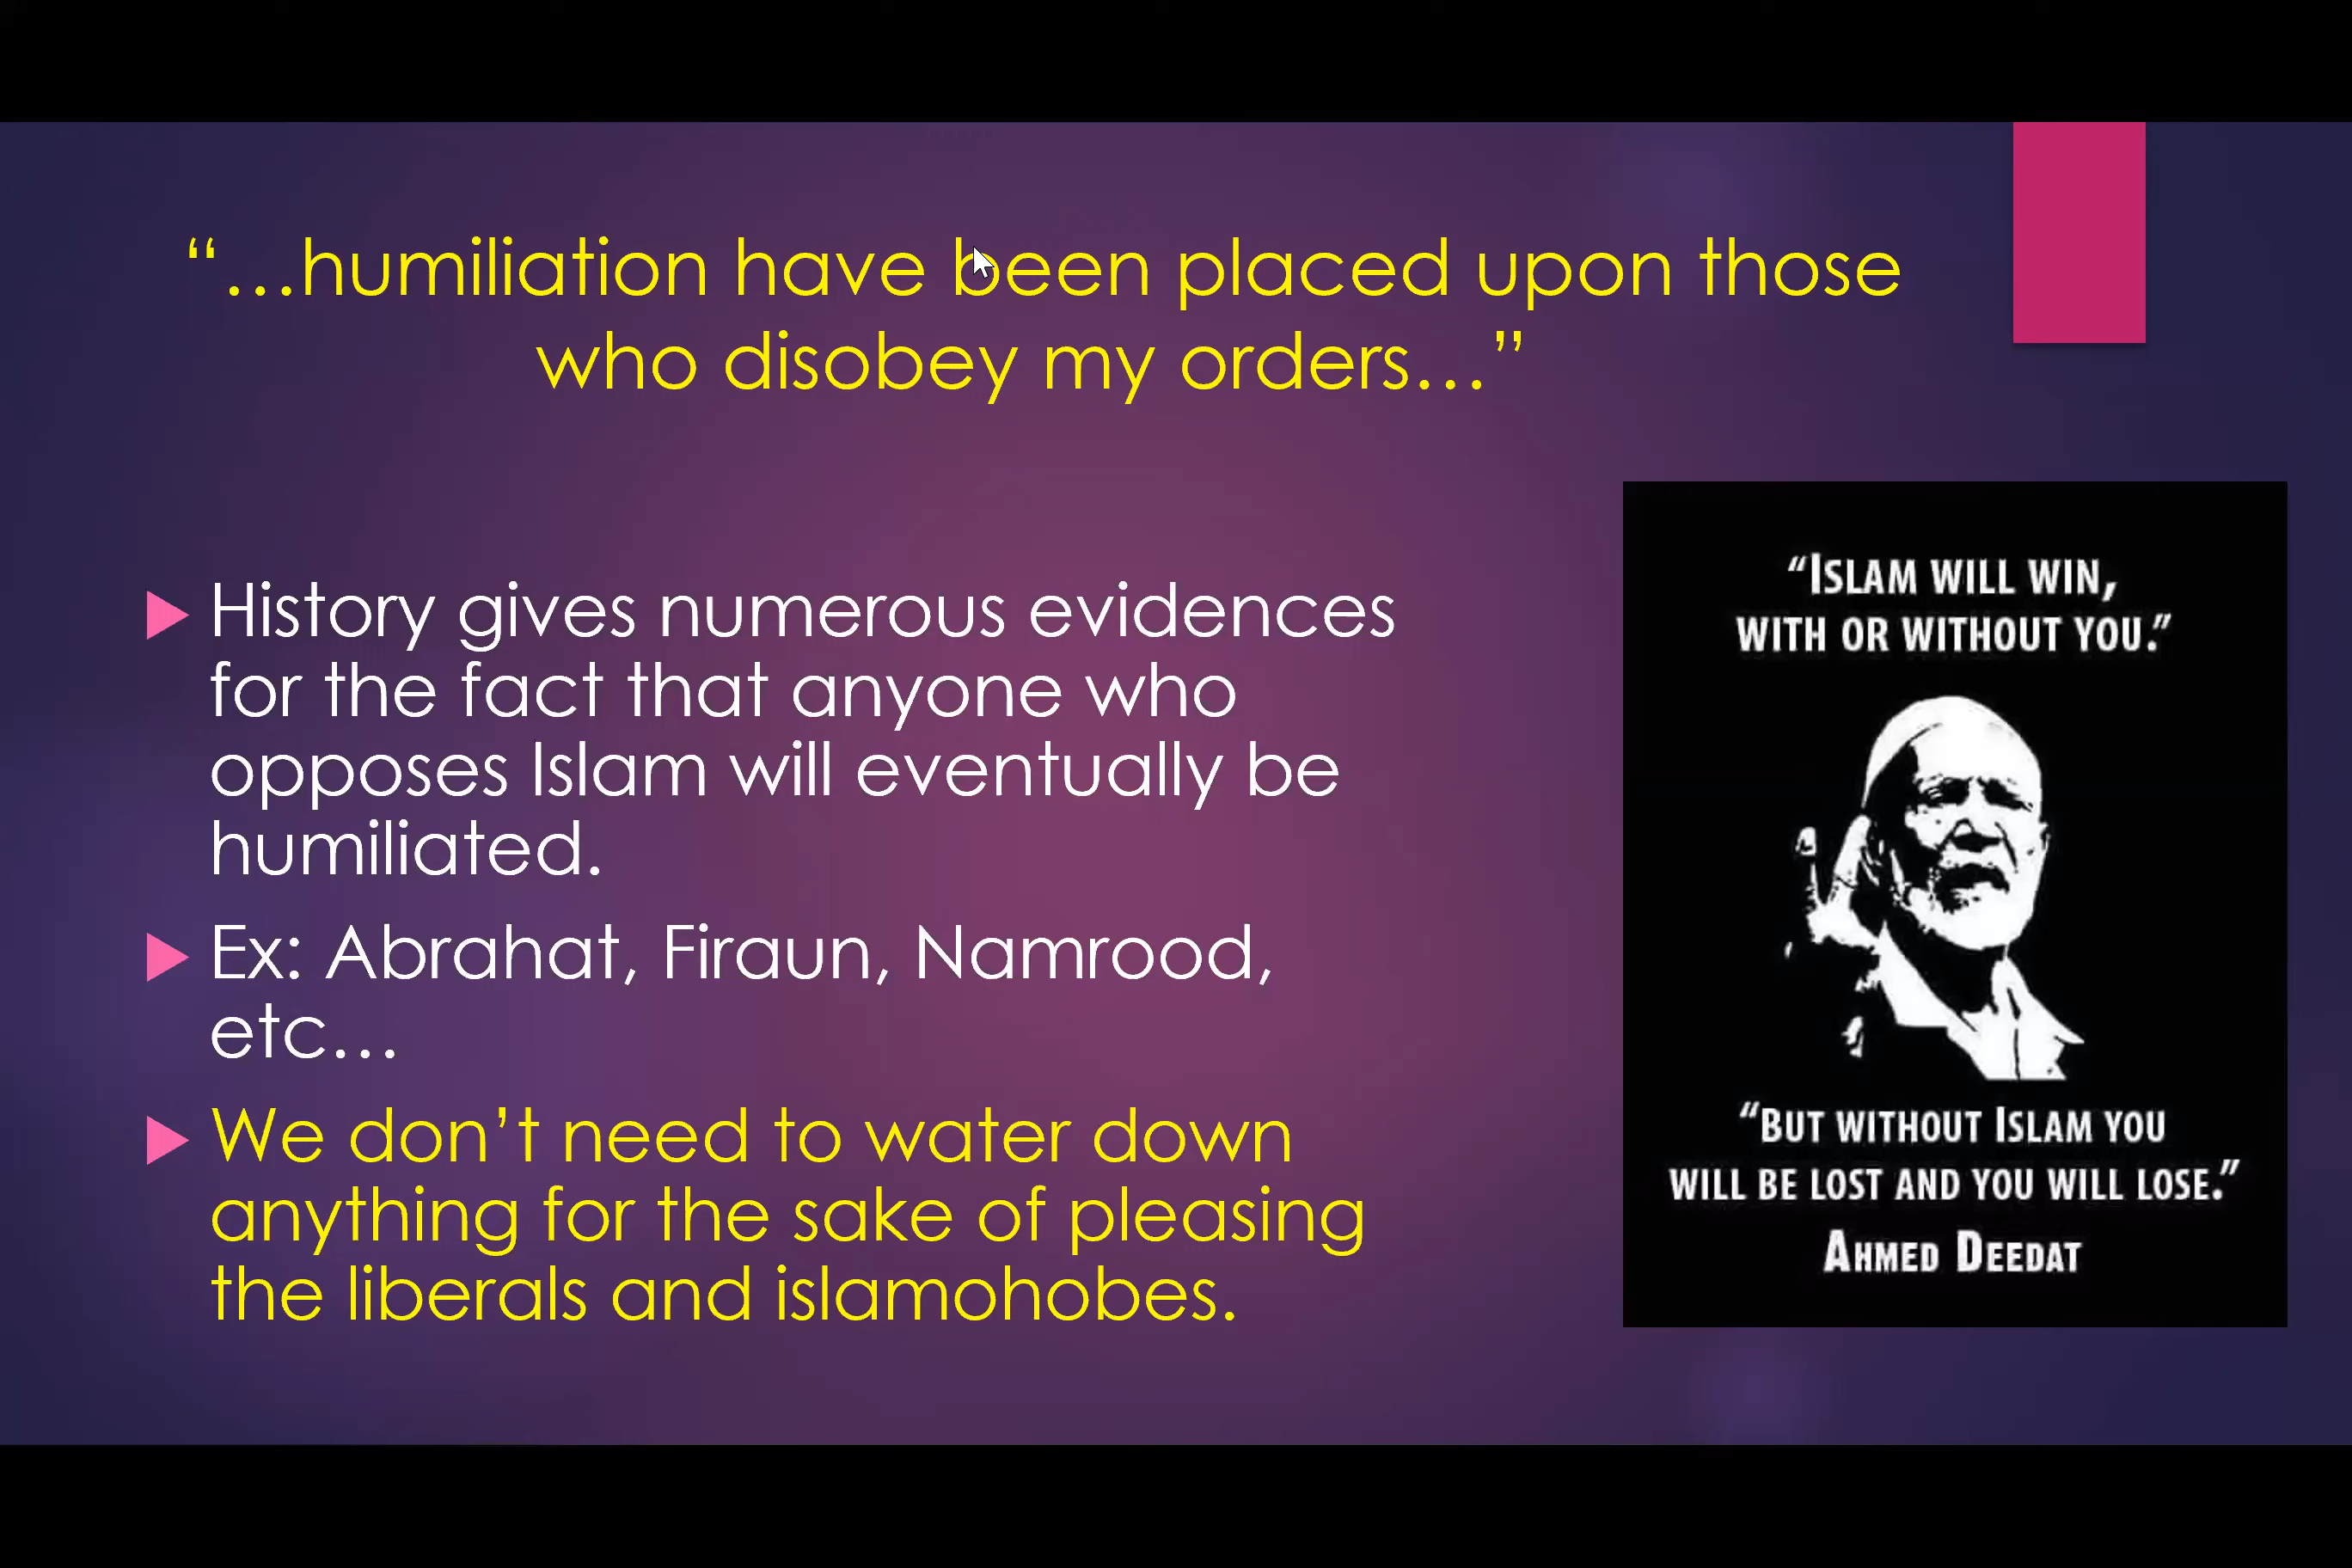 “…humiliation have been placed upon those
who disobey my orders…”
History gives numerous evidences
for the fact that anyone who
opposes Islam will eventually be
humiliated.
Ex: Abrahat, Firaun, Namrood,
etc…
We don’t need to water down
anything for the sake of pleasing
the liberals and islamohobes.
“Islam will win,
with or without you.”
“But without Islam you
will be lost and you will lose.”
Ahmed Deedat